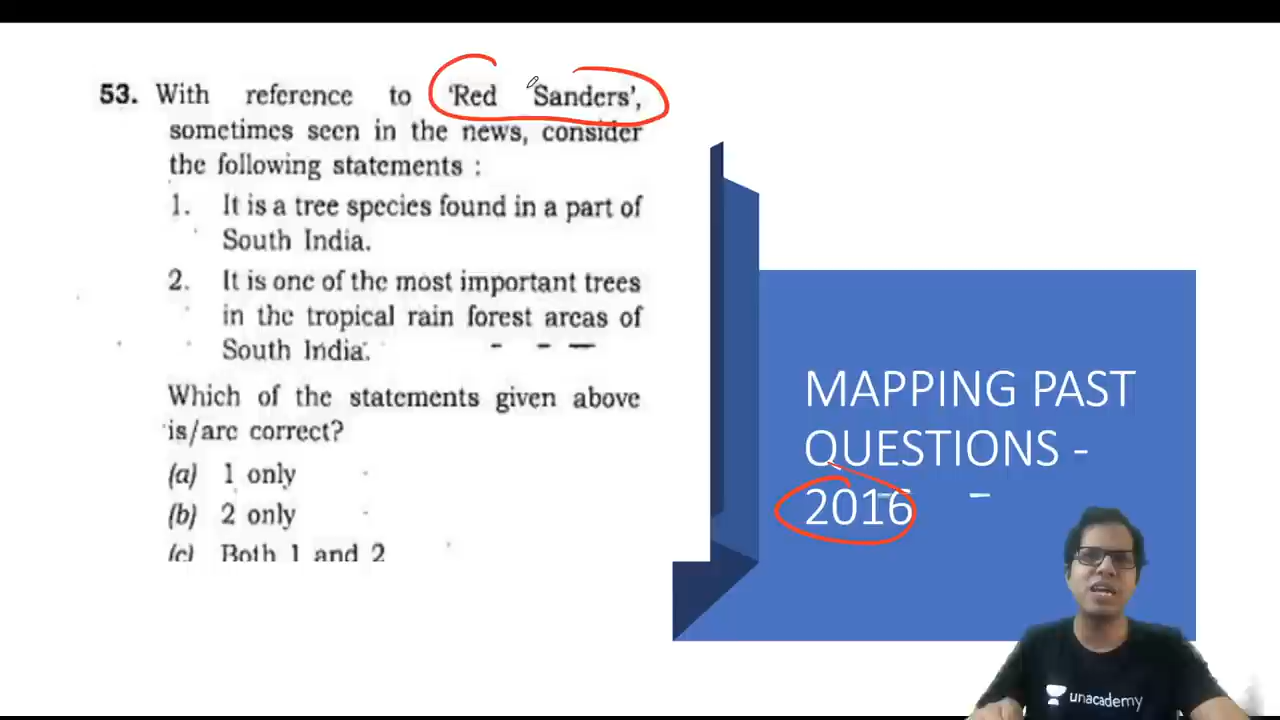 53. With reference to 'Red Sanders',
sometimes seen in the news, consider
the following statements :
1. It is a tree species found in a part of
South India.
2. It is one of the most important trees
in the tropical rain forest areas of
South India.
Which of the statements given above
is/are correct?
(a) 1 only
(b) 2 only
(c) Both 1 and 2
MAPPING PAST
QUESTIONS -
2016
unacademy